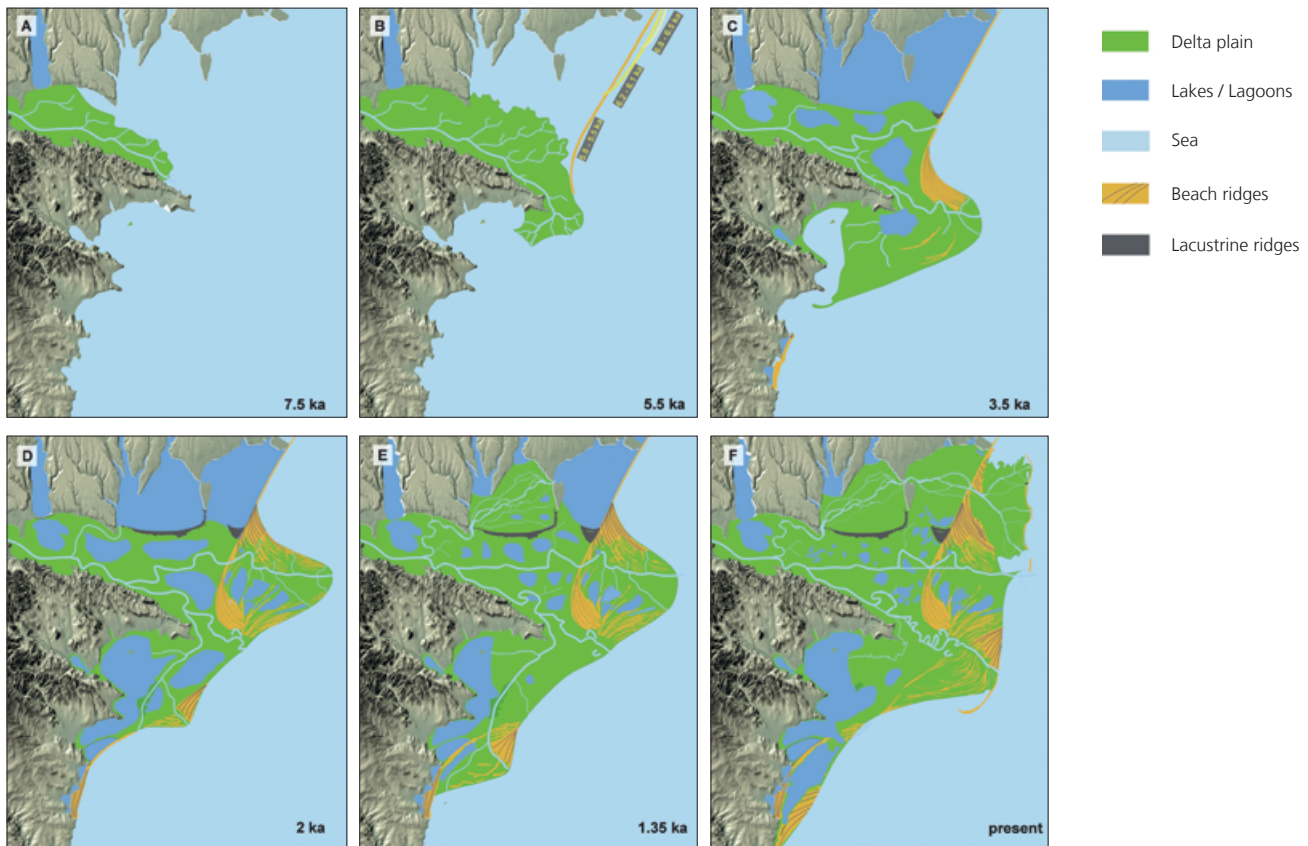 A
7.5 ka
B
5.5 ka
C
3.5 ka
Delta plain
Lakes / Lagoons
Sea
Beach ridges
Lacustrine ridges
D
2 ka
E
1.35 ka
F
present